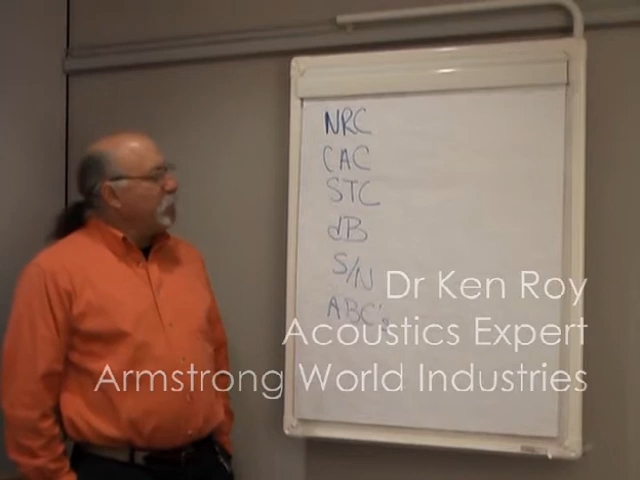 NRC
CAC
STC
dB
S/N
ABC's
Dr Ken Roy
Acoustics Expert
Armstrong World Industries